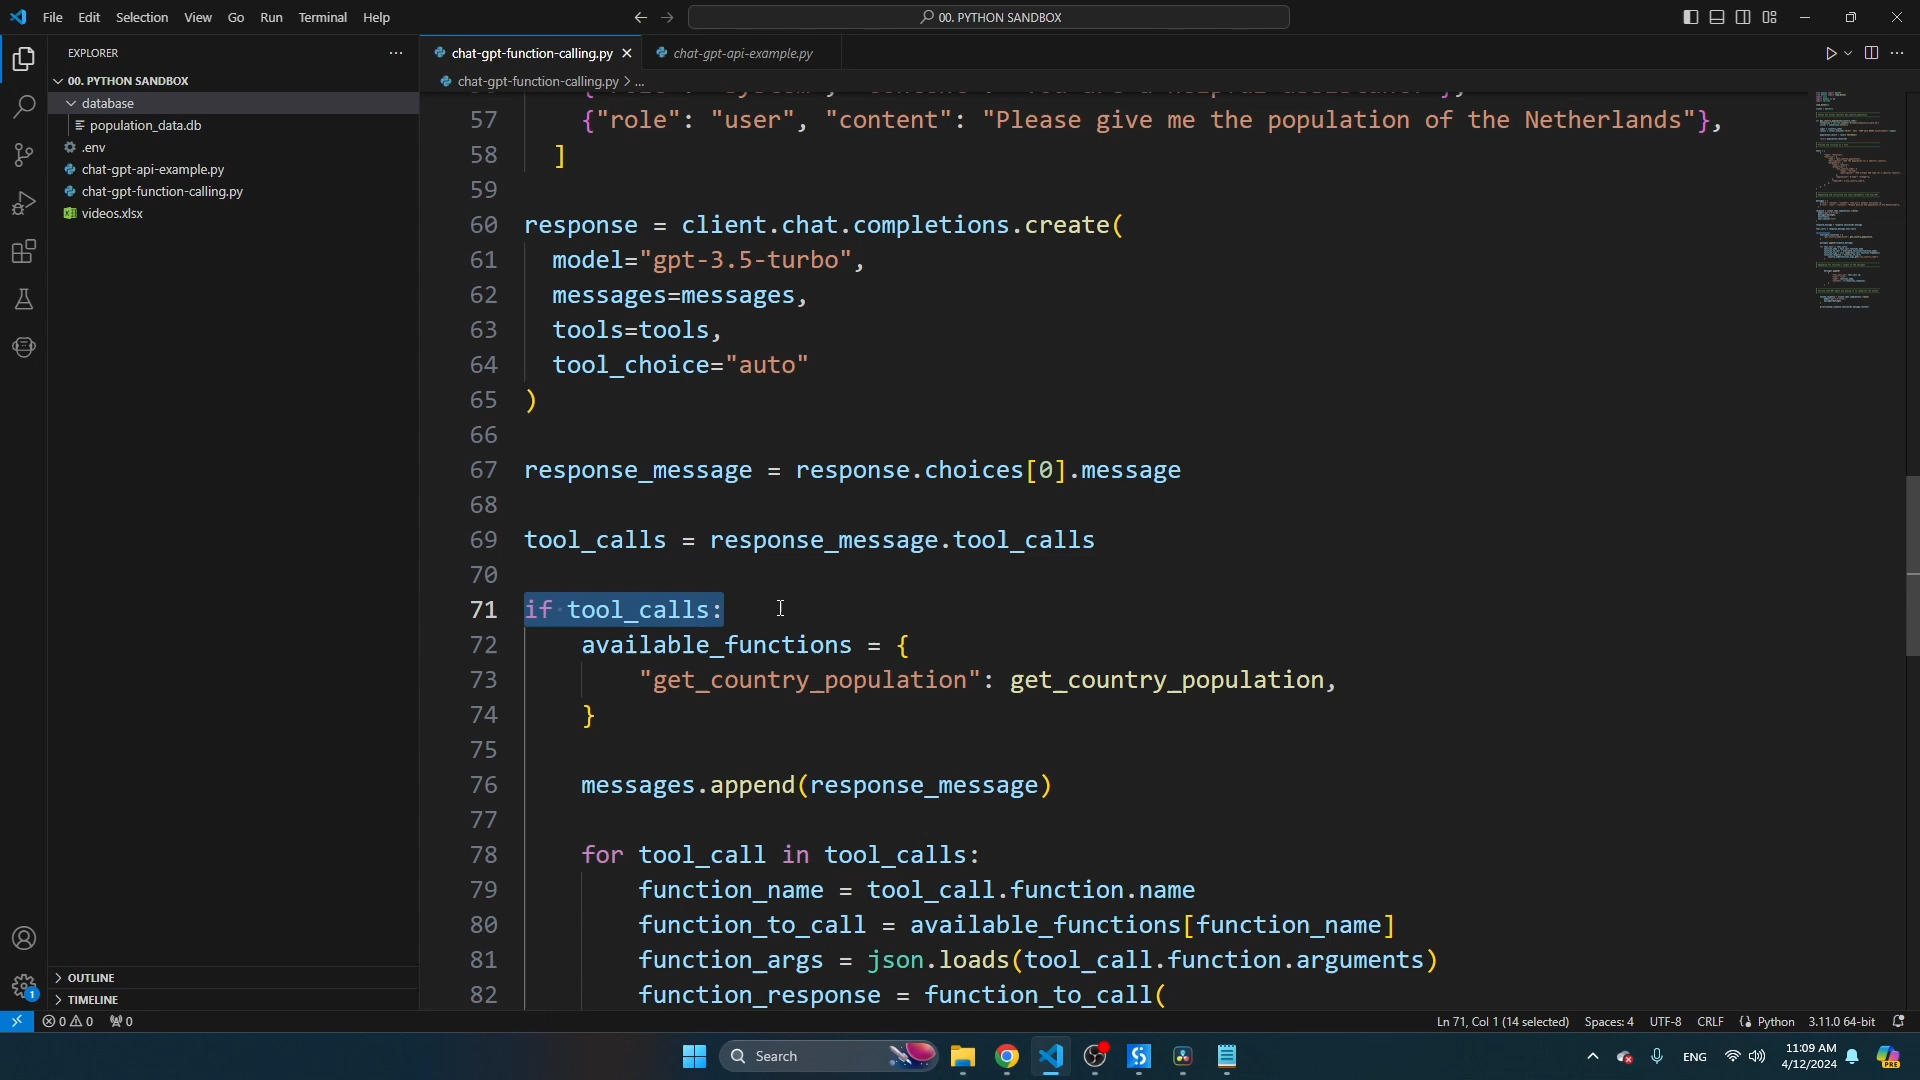 File Edit Selection View Go Run Terminal Help
00. PYTHON SANDBOX
EXPLORER
00. PYTHON SANDBOX
database
population_data.db
.env
chat-gpt-api-example.py
chat-gpt-function-calling.py
videos.xlsx
OUTLINE
TIMELINE
chat-gpt-function-calling.py chat-gpt-api-example.py
chat-gpt-function-calling.py > ...
57 {"role": "user", "content": "Please give me the population of the Netherlands"},
58 ]
59
60 response = client.chat.completions.create(
61 model="gpt-3.5-turbo",
62 messages=messages,
63 tools=tools,
64 tool_choice="auto"
65 )
66
67 response_message = response.choices[0].message
68
69 tool_calls = response_message.tool_calls
70
71 if tool_calls:
72 available_functions = {
73 "get_country_population": get_country_population,
74 }
75
76 messages.append(response_message)
77
78 for tool_call in tool_calls:
79 function_name = tool_call.function.name
80 function_to_call = available_functions[function_name]
81 function_args = json.loads(tool_call.function.arguments)
82 function_response = function_to_call(
1
0 0 0
Ln 71, Col 1 (14 selected) Spaces: 4 UTF-8 CRLF Python 3.11.0 64-bit
Search
ENG
11:09 AM
4/12/2024
PRE